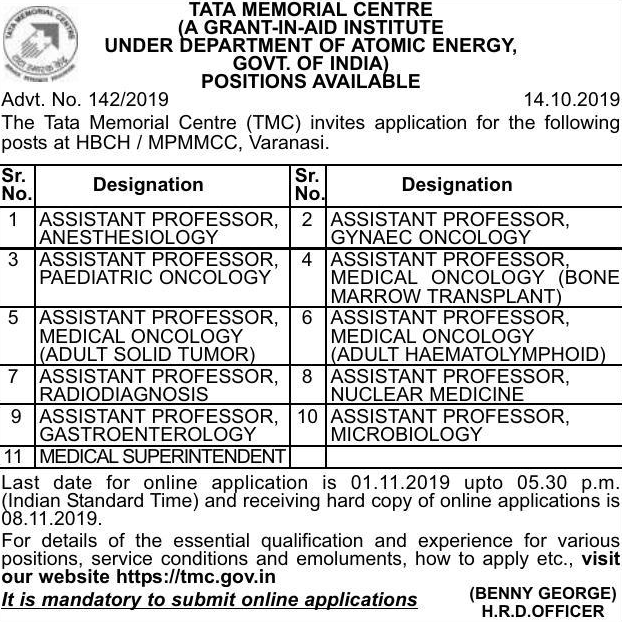 TATA MEMORIAL CENTRE
(A GRANT-IN-AID INSTITUTE
UNDER DEPARTMENT OF ATOMIC ENERGY,
GOVT. OF INDIA)
POSITIONS AVAILABLE
Advt. No. 142/2019 14.10.2019
The Tata Memorial Centre (TMC) invites application for the following
posts at HBCH / MPMMCC, Varanasi.
Sr. No. Designation Sr. No. Designation
1 ASSISTANT PROFESSOR, 2 ASSISTANT PROFESSOR,
ANESTHESIOLOGY GYNAEC ONCOLOGY
3 ASSISTANT PROFESSOR, 4 ASSISTANT PROFESSOR,
PAEDIATRIC ONCOLOGY MEDICAL ONCOLOGY (BONE
MARROW TRANSPLANT)
5 ASSISTANT PROFESSOR, 6 ASSISTANT PROFESSOR,
MEDICAL ONCOLOGY MEDICAL ONCOLOGY
(ADULT SOLID TUMOR) (ADULT HAEMATOLYMPHOID)
7 ASSISTANT PROFESSOR, 8 ASSISTANT PROFESSOR,
RADIODIAGNOSIS NUCLEAR MEDICINE
9 ASSISTANT PROFESSOR, 10 ASSISTANT PROFESSOR,
GASTROENTEROLOGY MICROBIOLOGY
11 MEDICAL SUPERINTENDENT
Last date for online application is 01.11.2019 upto 05.30 p.m.
(Indian Standard Time) and receiving hard copy of online applications is
08.11.2019.
For details of the essential qualification and experience for various
positions, service conditions and emoluments, how to apply etc., visit
our website https://tmc.gov.in
It is mandatory to submit online applications (BENNY GEORGE)
H.R.D.OFFICER